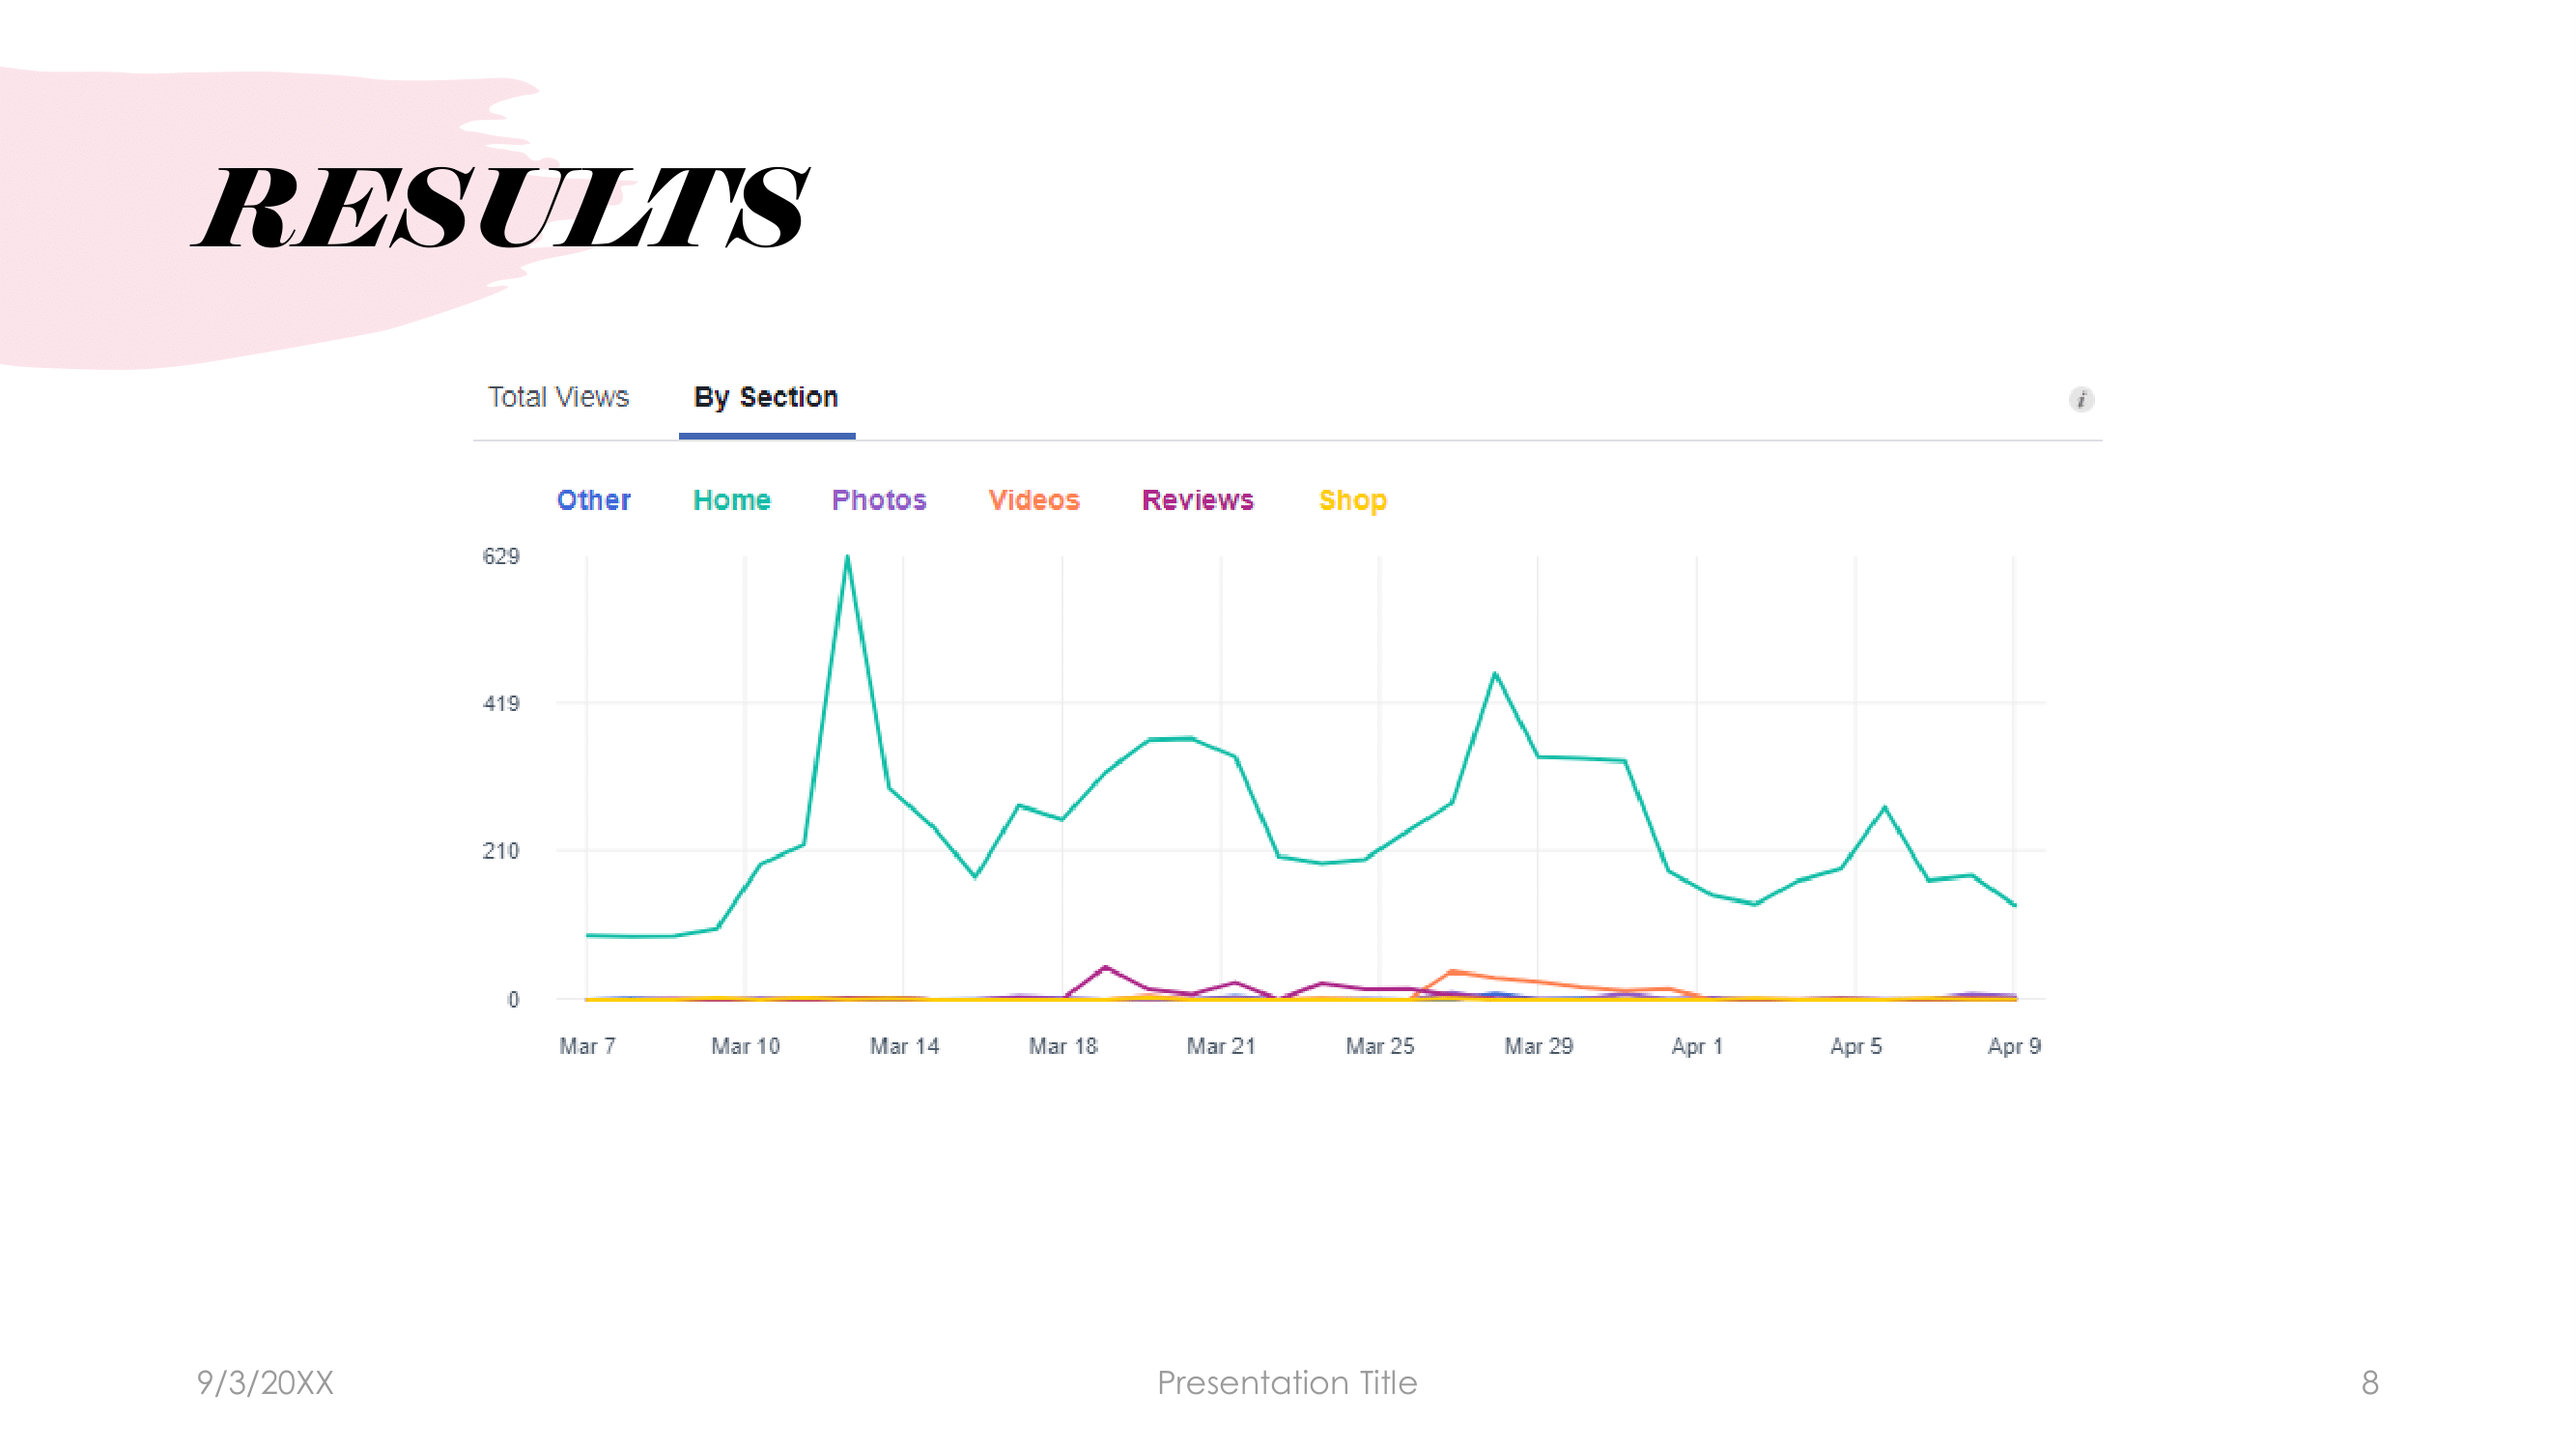 RESULTS
Total Views By Section i
Other Home Photos Videos Reviews Shop
629
419
210
0
Mar 7 Mar 10 Mar 14 Mar 18 Mar 21 Mar 25 Mar 29 Apr 1 Apr 5 Apr 9
9/3/20XX Presentation Title 8